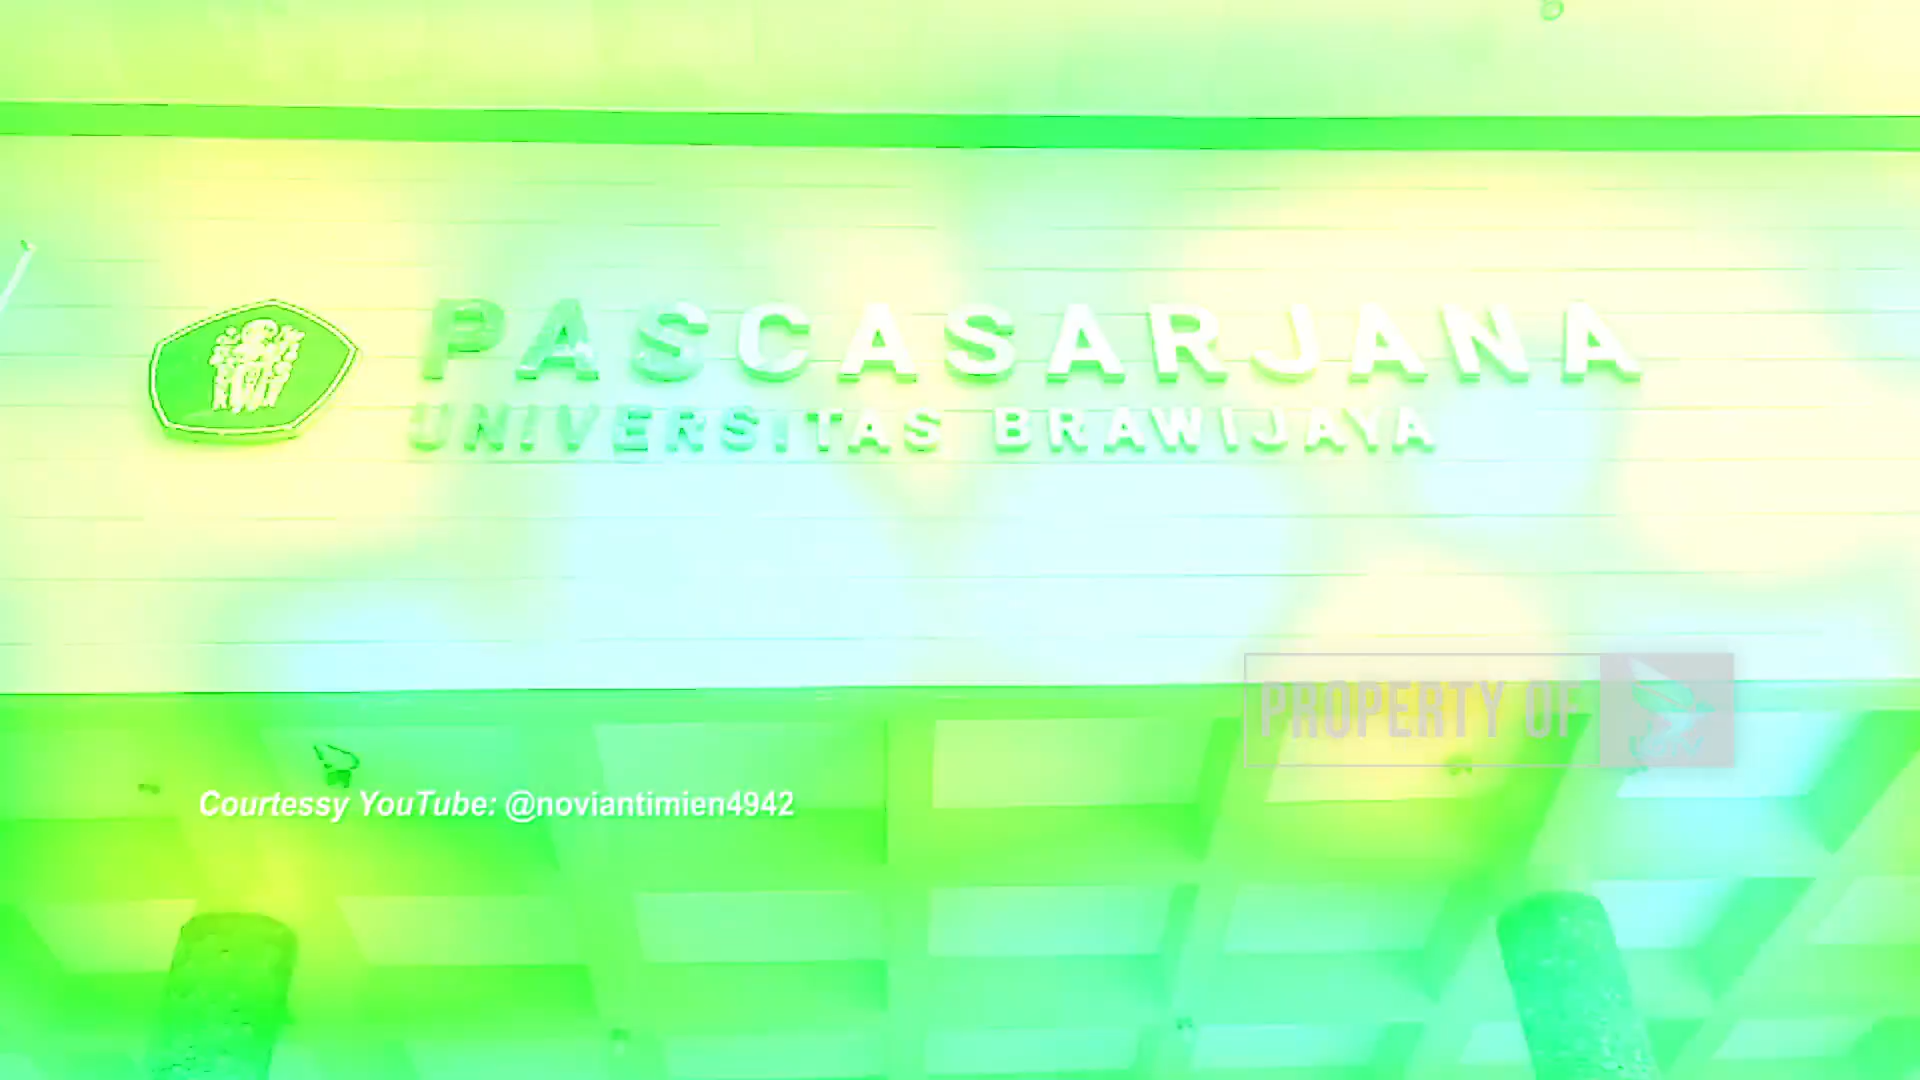 PASCASARJANA
UNIVERSITAS BRAWIJAYA
PROPERTY OF
Courtessy YouTube: @noviantimien4942